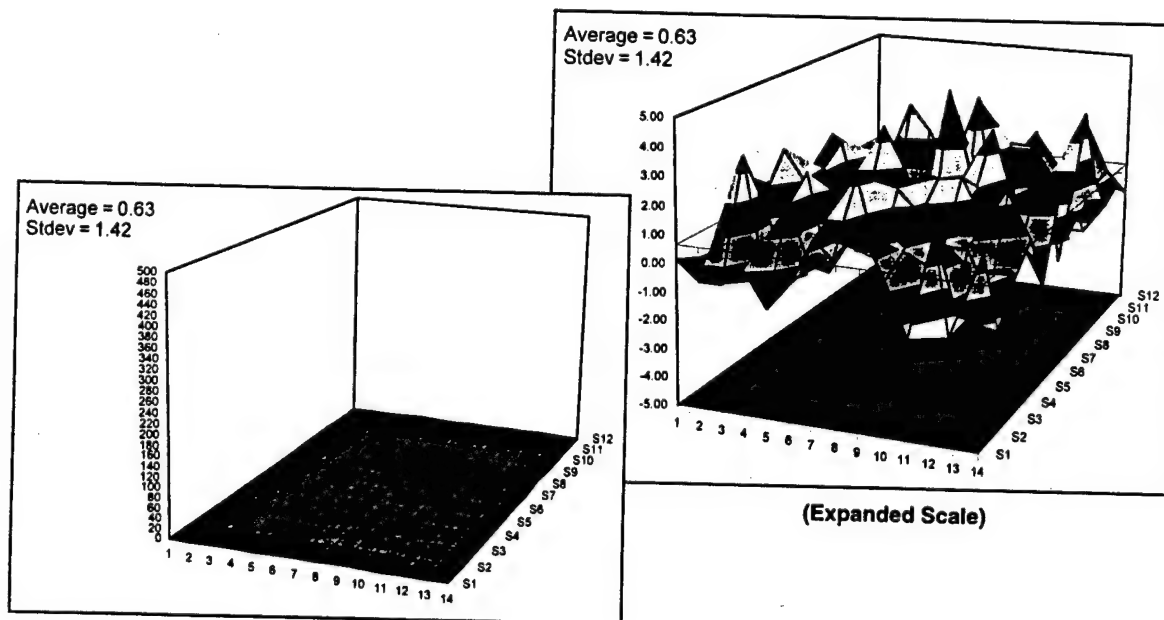 Average = 0.63
Stdev = 1.42
500
480
460
440
420
400
380
360
340
320
300
280
260
240
220
200
180
160
140
120
100
80
60
40
20
0
1 2 3 4 5 6 7 8 9 10 11 12 13 14
S1
S2
S3
S4
S5
S6
S7
S8
S9
S10
S11
S12
Average = 0.63
Stdev = 1.42
5.00
4.00
3.00
2.00
1.00
0.00
-1.00
-2.00
-3.00
-4.00
-5.00
1 2 3 4 5 6 7 8 9 10 11 12 13 14
S1
S2
S3
S4
S5
S6
S7
S8
S9
S10
S11
S12
(Expanded Scale)